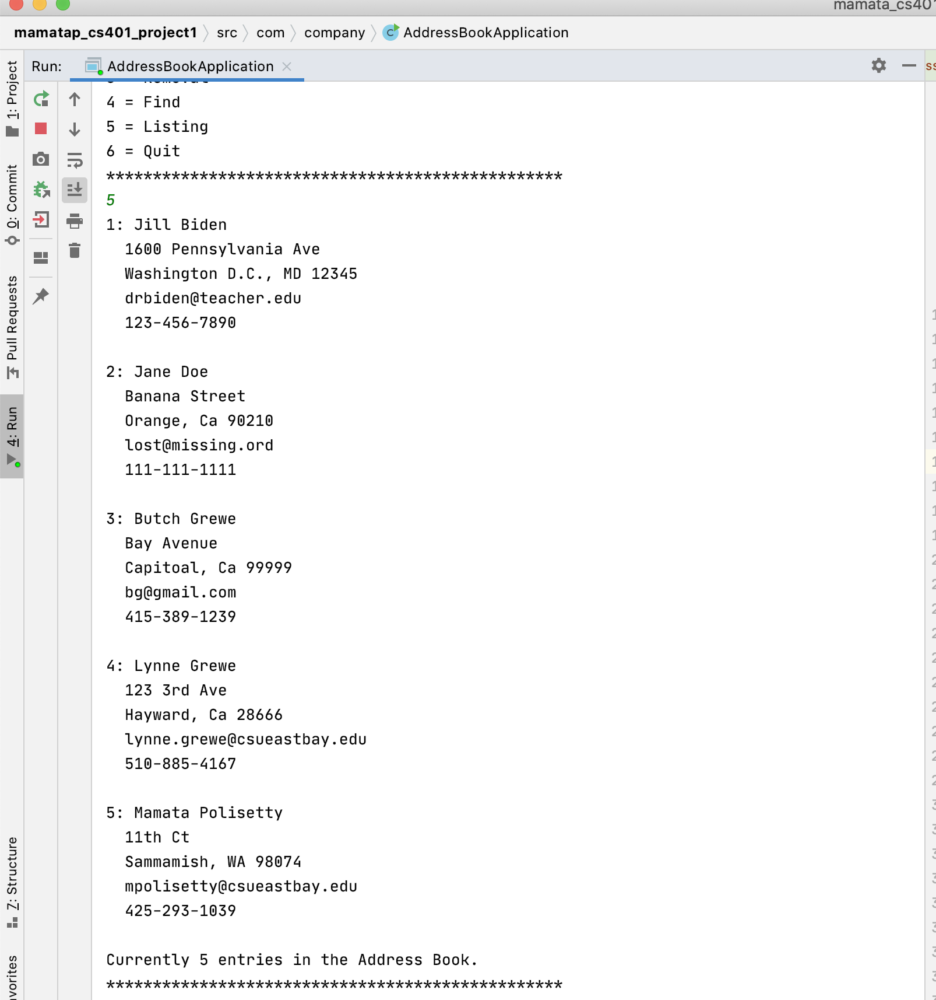 mamata_cs401
mamatap_cs401_project1 src com company AddressBookApplication
Run: AddressBookApplication
1: Project
0: Commit
Pull Requests
4: Run
7: Structure
4 = Find
5 = Listing
6 = Quit
*************************************************
5
1: Jill Biden
1600 Pennsylvania Ave
Washington D.C., MD 12345
drbiden@teacher.edu
123-456-7890
2: Jane Doe
Banana Street
Orange, Ca 90210
lost@missing.ord
111-111-1111
3: Butch Grewe
Bay Avenue
Capitoal, Ca 99999
bg@gmail.com
415-389-1239
4: Lynne Grewe
123 3rd Ave
Hayward, Ca 28666
lynne.grewe@csueastbay.edu
510-885-4167
5: Mamata Polisetty
11th Ct
Sammamish, WA 98074
mpolisetty@csueastbay.edu
425-293-1039
Currently 5 entries in the Address Book.
*************************************************